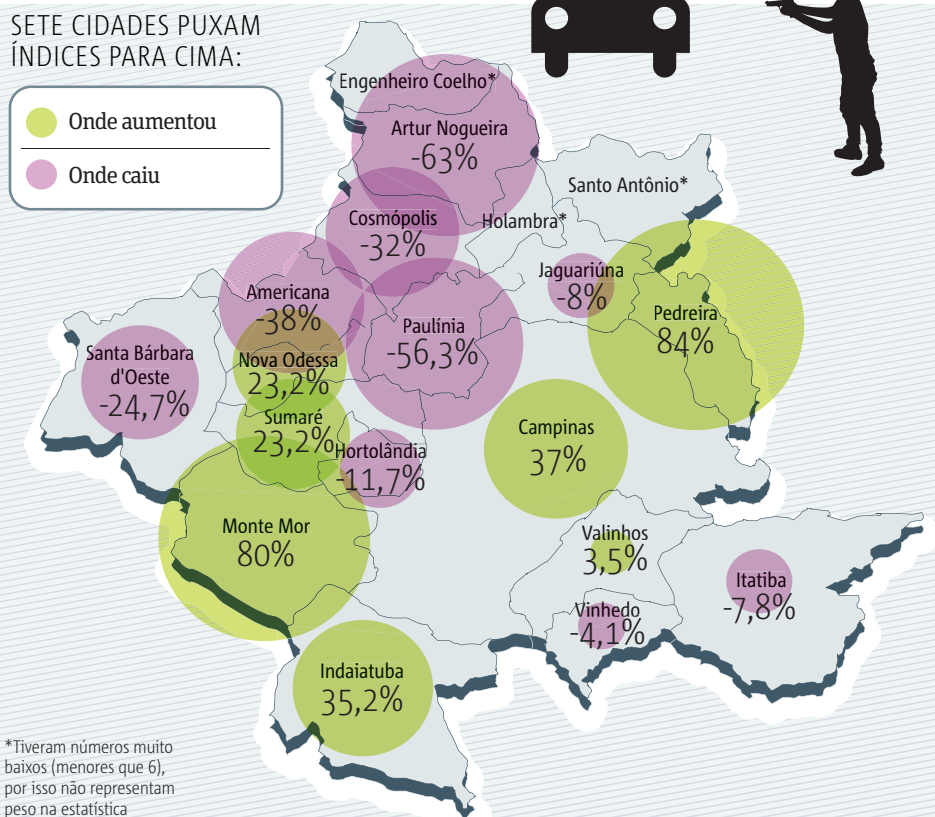 SETE CIDADES PUXAM
ÍNDICES PARA CIMA:
Onde aumentou
Onde caiu
Engenheiro Coelho*
Artur Nogueira
-63%
Santo Antônio*
Cosmópolis
-32%
Holambra*
Jaguariúna
-8%
Americana
-38%
Paulínia
-56,3%
Pedreira
84%
Santa Bárbara
d'Oeste
-24,7%
Nova Odessa
23,2%
Sumaré
23,2%
Hortolândia
-11,7%
Campinas
37%
Monte Mor
80%
Valinhos
3,5%
Itatiba
-7,8%
Vinhedo
-4,1%
Indaiatuba
35,2%
*Tiveram números muito
baixos (menores que 6),
por isso não representam
peso na estatística